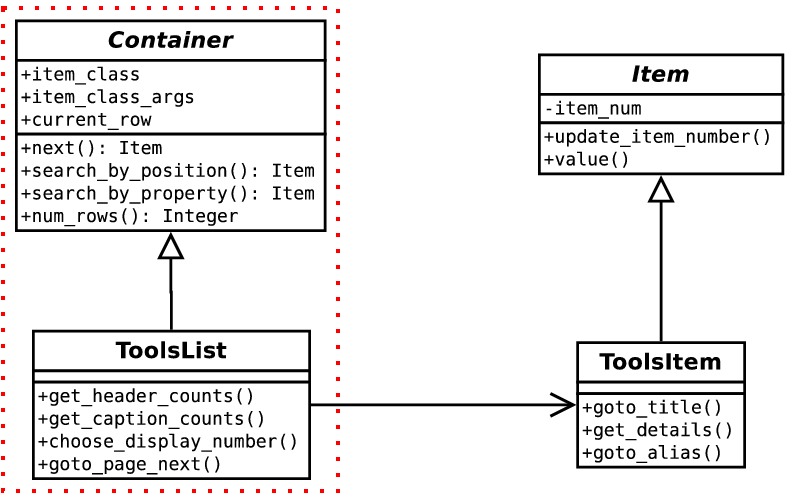 Container
+item_class
+item_class_args
+current_row
+next(): Item
+search_by_position(): Item
+search_by_property(): Item
+num_rows(): Integer
Item
-item_num
+update_item_number()
+value()
ToolsList
+get_header_counts()
+get_caption_counts()
+choose_display_number()
+goto_page_next()
ToolsItem
+goto_title()
+get_details()
+goto_alias()